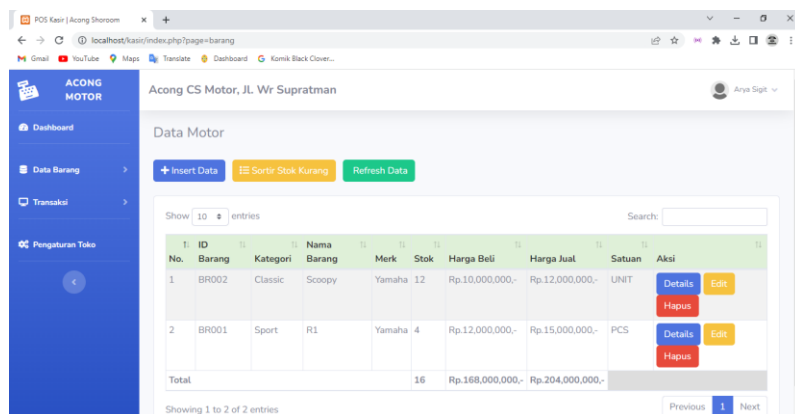 POS Kasir | Acong Shoroom
localhost/kasir/index.php?page=barang
Gmail YouTube Maps Translate Dashboard Komik Black Clover...
ACONG
MOTOR
Acong CS Motor, JL. Wr Supratman
Arya Sigit
Dashboard
Data Barang
Transaksi
Pengaturan Toko
Data Motor
Insert Data Sortir Stok Kurang Refresh Data
Show 10 entries Search:
No. ID Barang Kategori Nama Barang Merk Stok Harga Beli Harga Jual Satuan Aksi
1 BR002 Classic Scoopy Yamaha 12 Rp.10,000,000,- Rp.12,000,000,- UNIT Details Edit
Hapus
2 BR001 Sport R1 Yamaha 4 Rp.12,000,000,- Rp.15,000,000,- PCS Details Edit
Hapus
Total 16 Rp.168,000,000,- Rp.204,000,000,-
Showing 1 to 2 of 2 entries Previous 1 Next